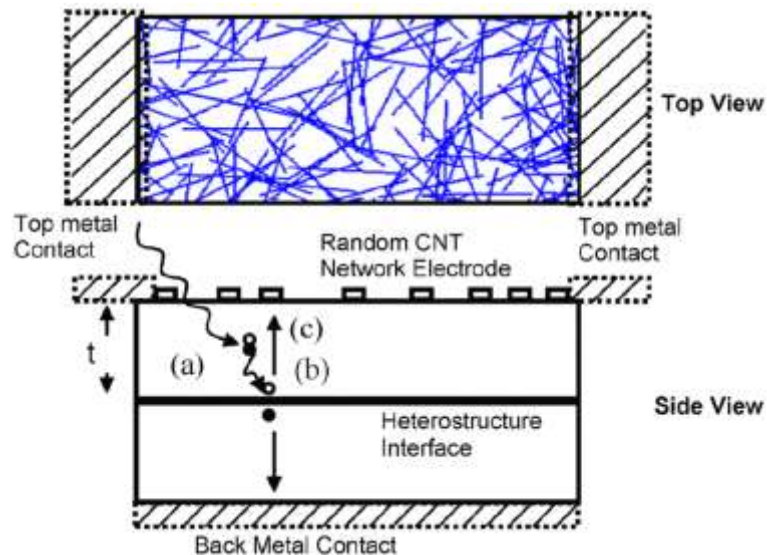 Top View
Top metal
Contact
Random CNT
Network Electrode
Top metal
Contact
t
(a)
(c)
(b)
Heterostructure
Interface
Side View
Back Metal Contact